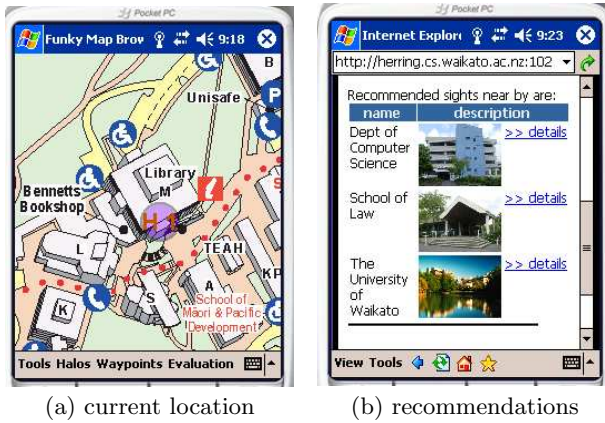 Pocket PC
Funky Map Brow 9:18
B
Unisafe
P
Library
M
i
H 1
Bennetts
Bookshop
L
TEAH
KP
K
S
A
School of
Māori & Pacific
Development
Tools Halos Waypoints Evaluation
(a) current location
Pocket PC
Internet Explore 9:23
http://herring.cs.waikato.ac.nz:102
Recommended sights near by are:
name description
Dept of
Computer
Science
>> details
School of
Law
>> details
The
University
of
Waikato
>> details
View Tools
(b) recommendations